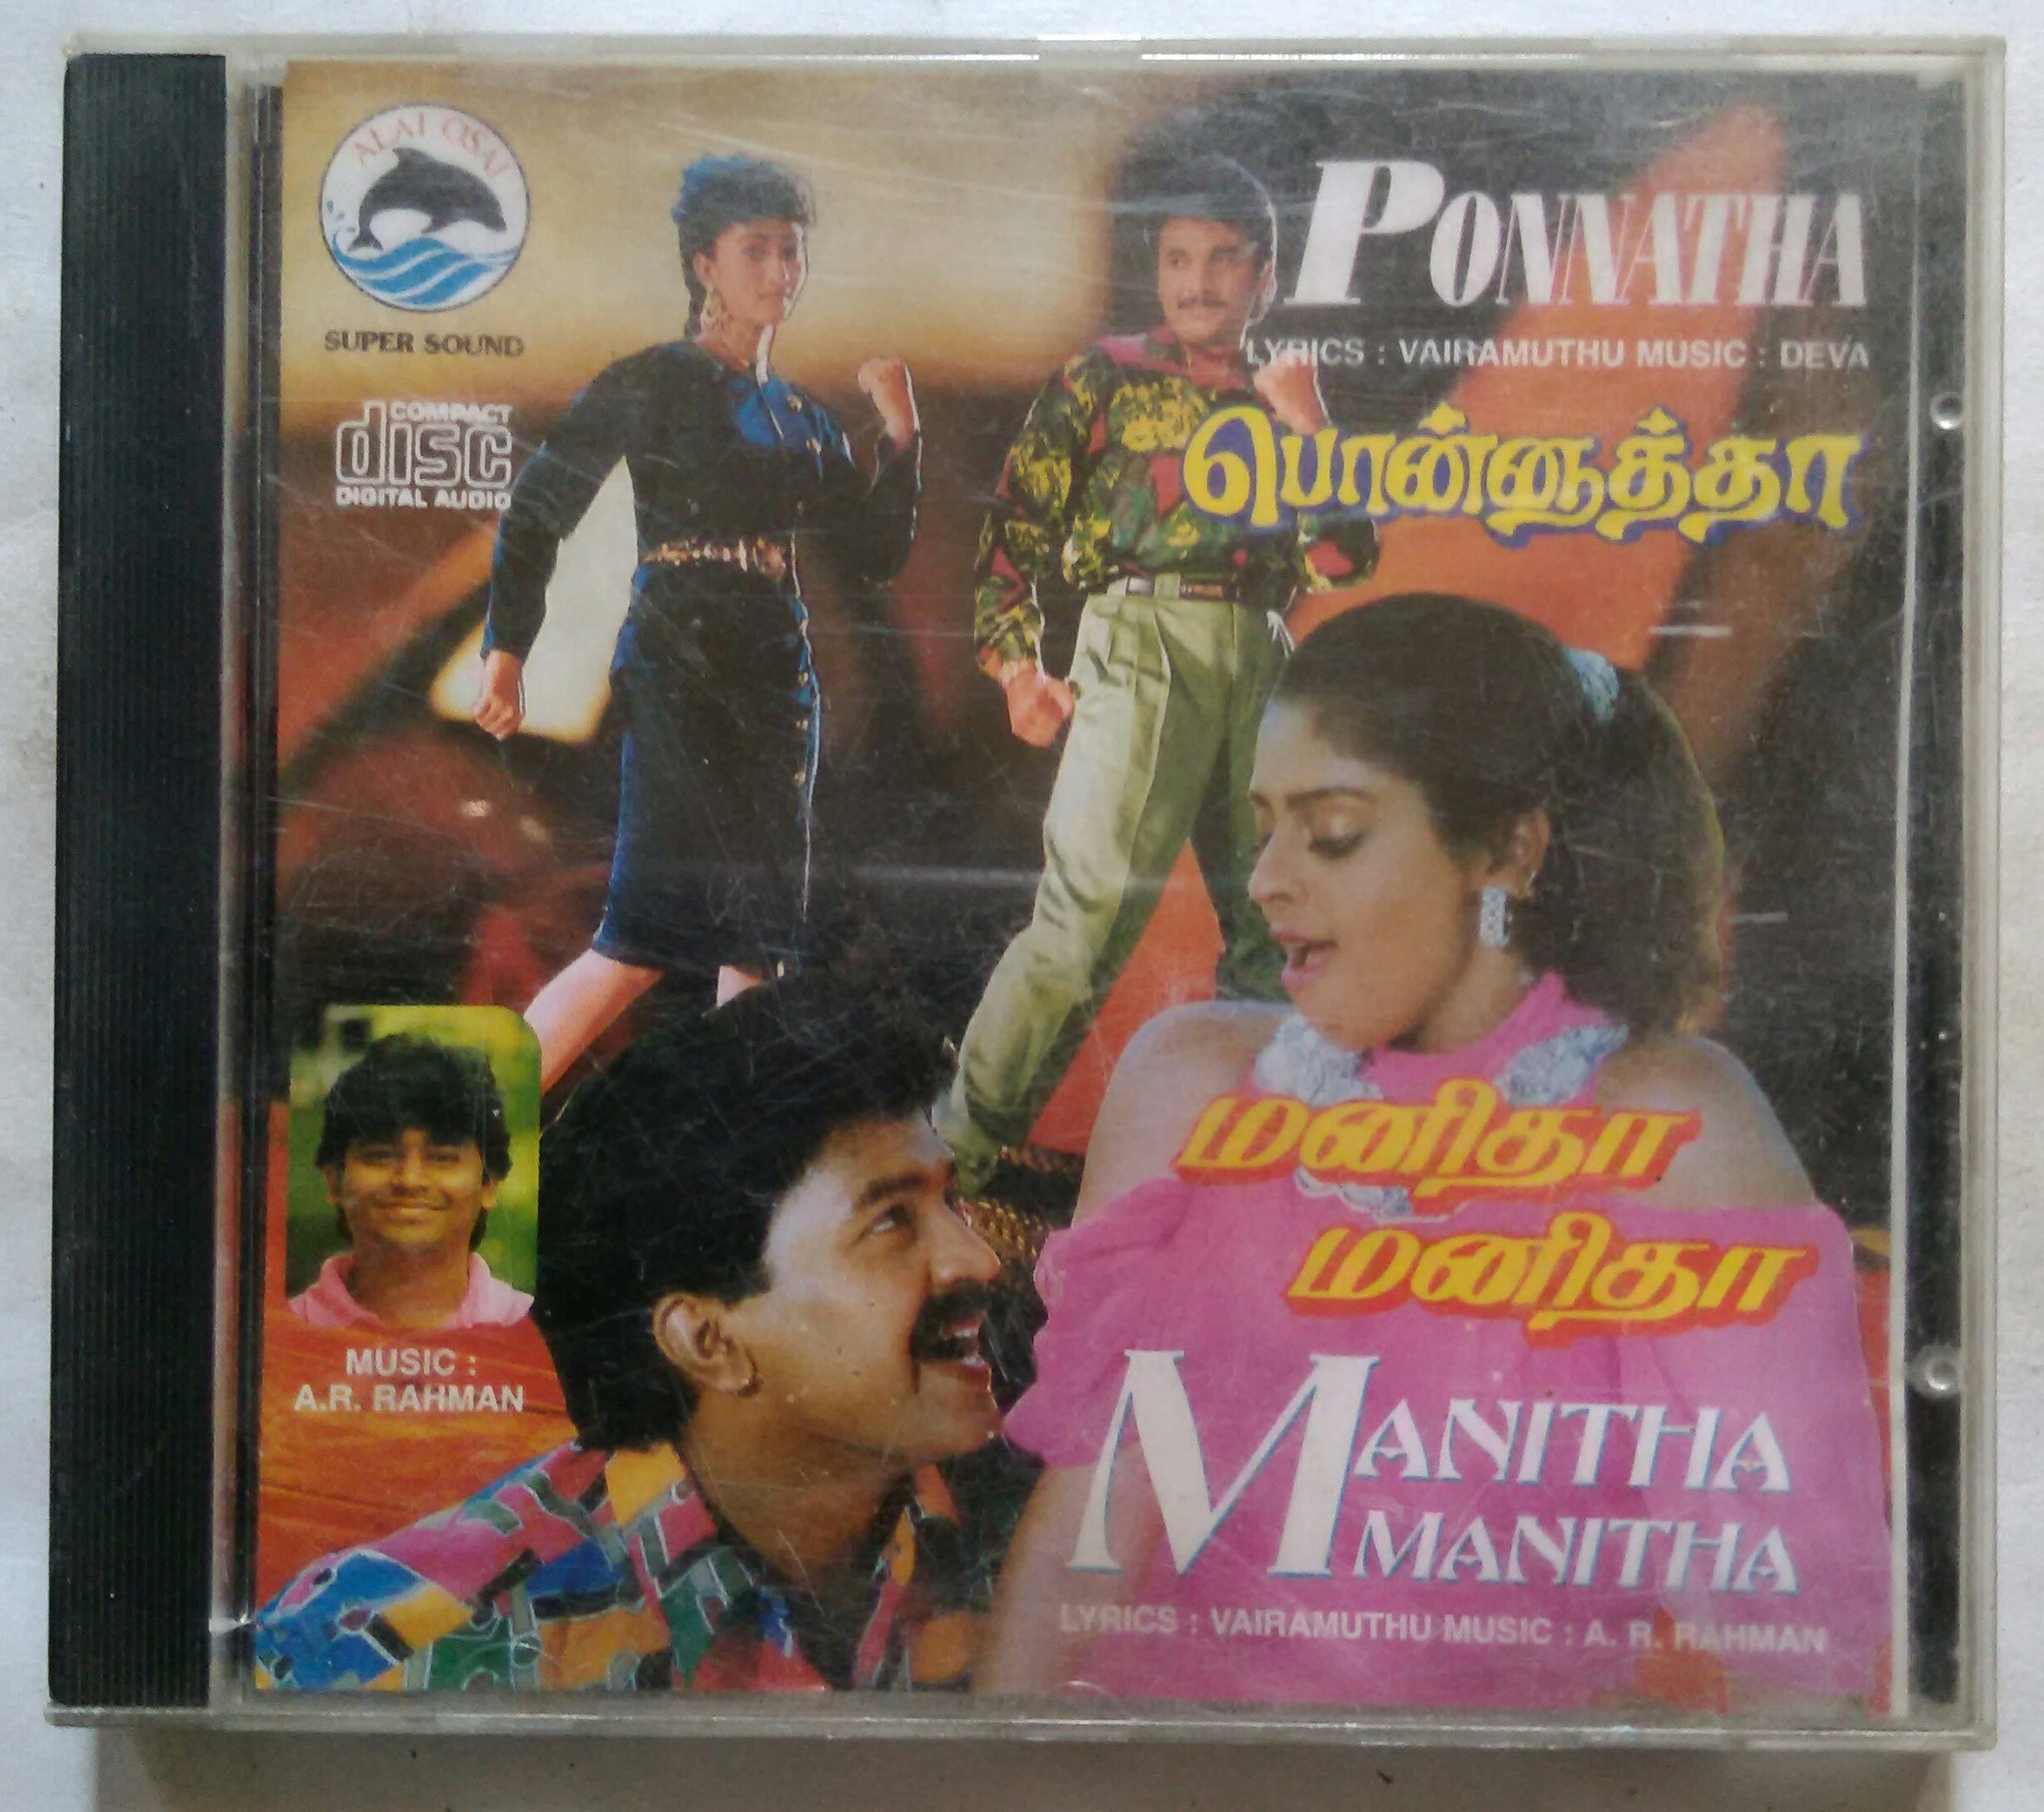 ALAI OSAI
SUPER SOUND
COMPACT
disc
DIGITAL AUDIO
PONNATHA
LYRICS : VAIRAMUTHU MUSIC : DEVA
பொன்னாத்தா
மனிதா
மனிதா
MUSIC :
A.R. RAHMAN
MANITHA
MANITHA
LYRICS : VAIRAMUTHU MUSIC : A. R. RAHMAN